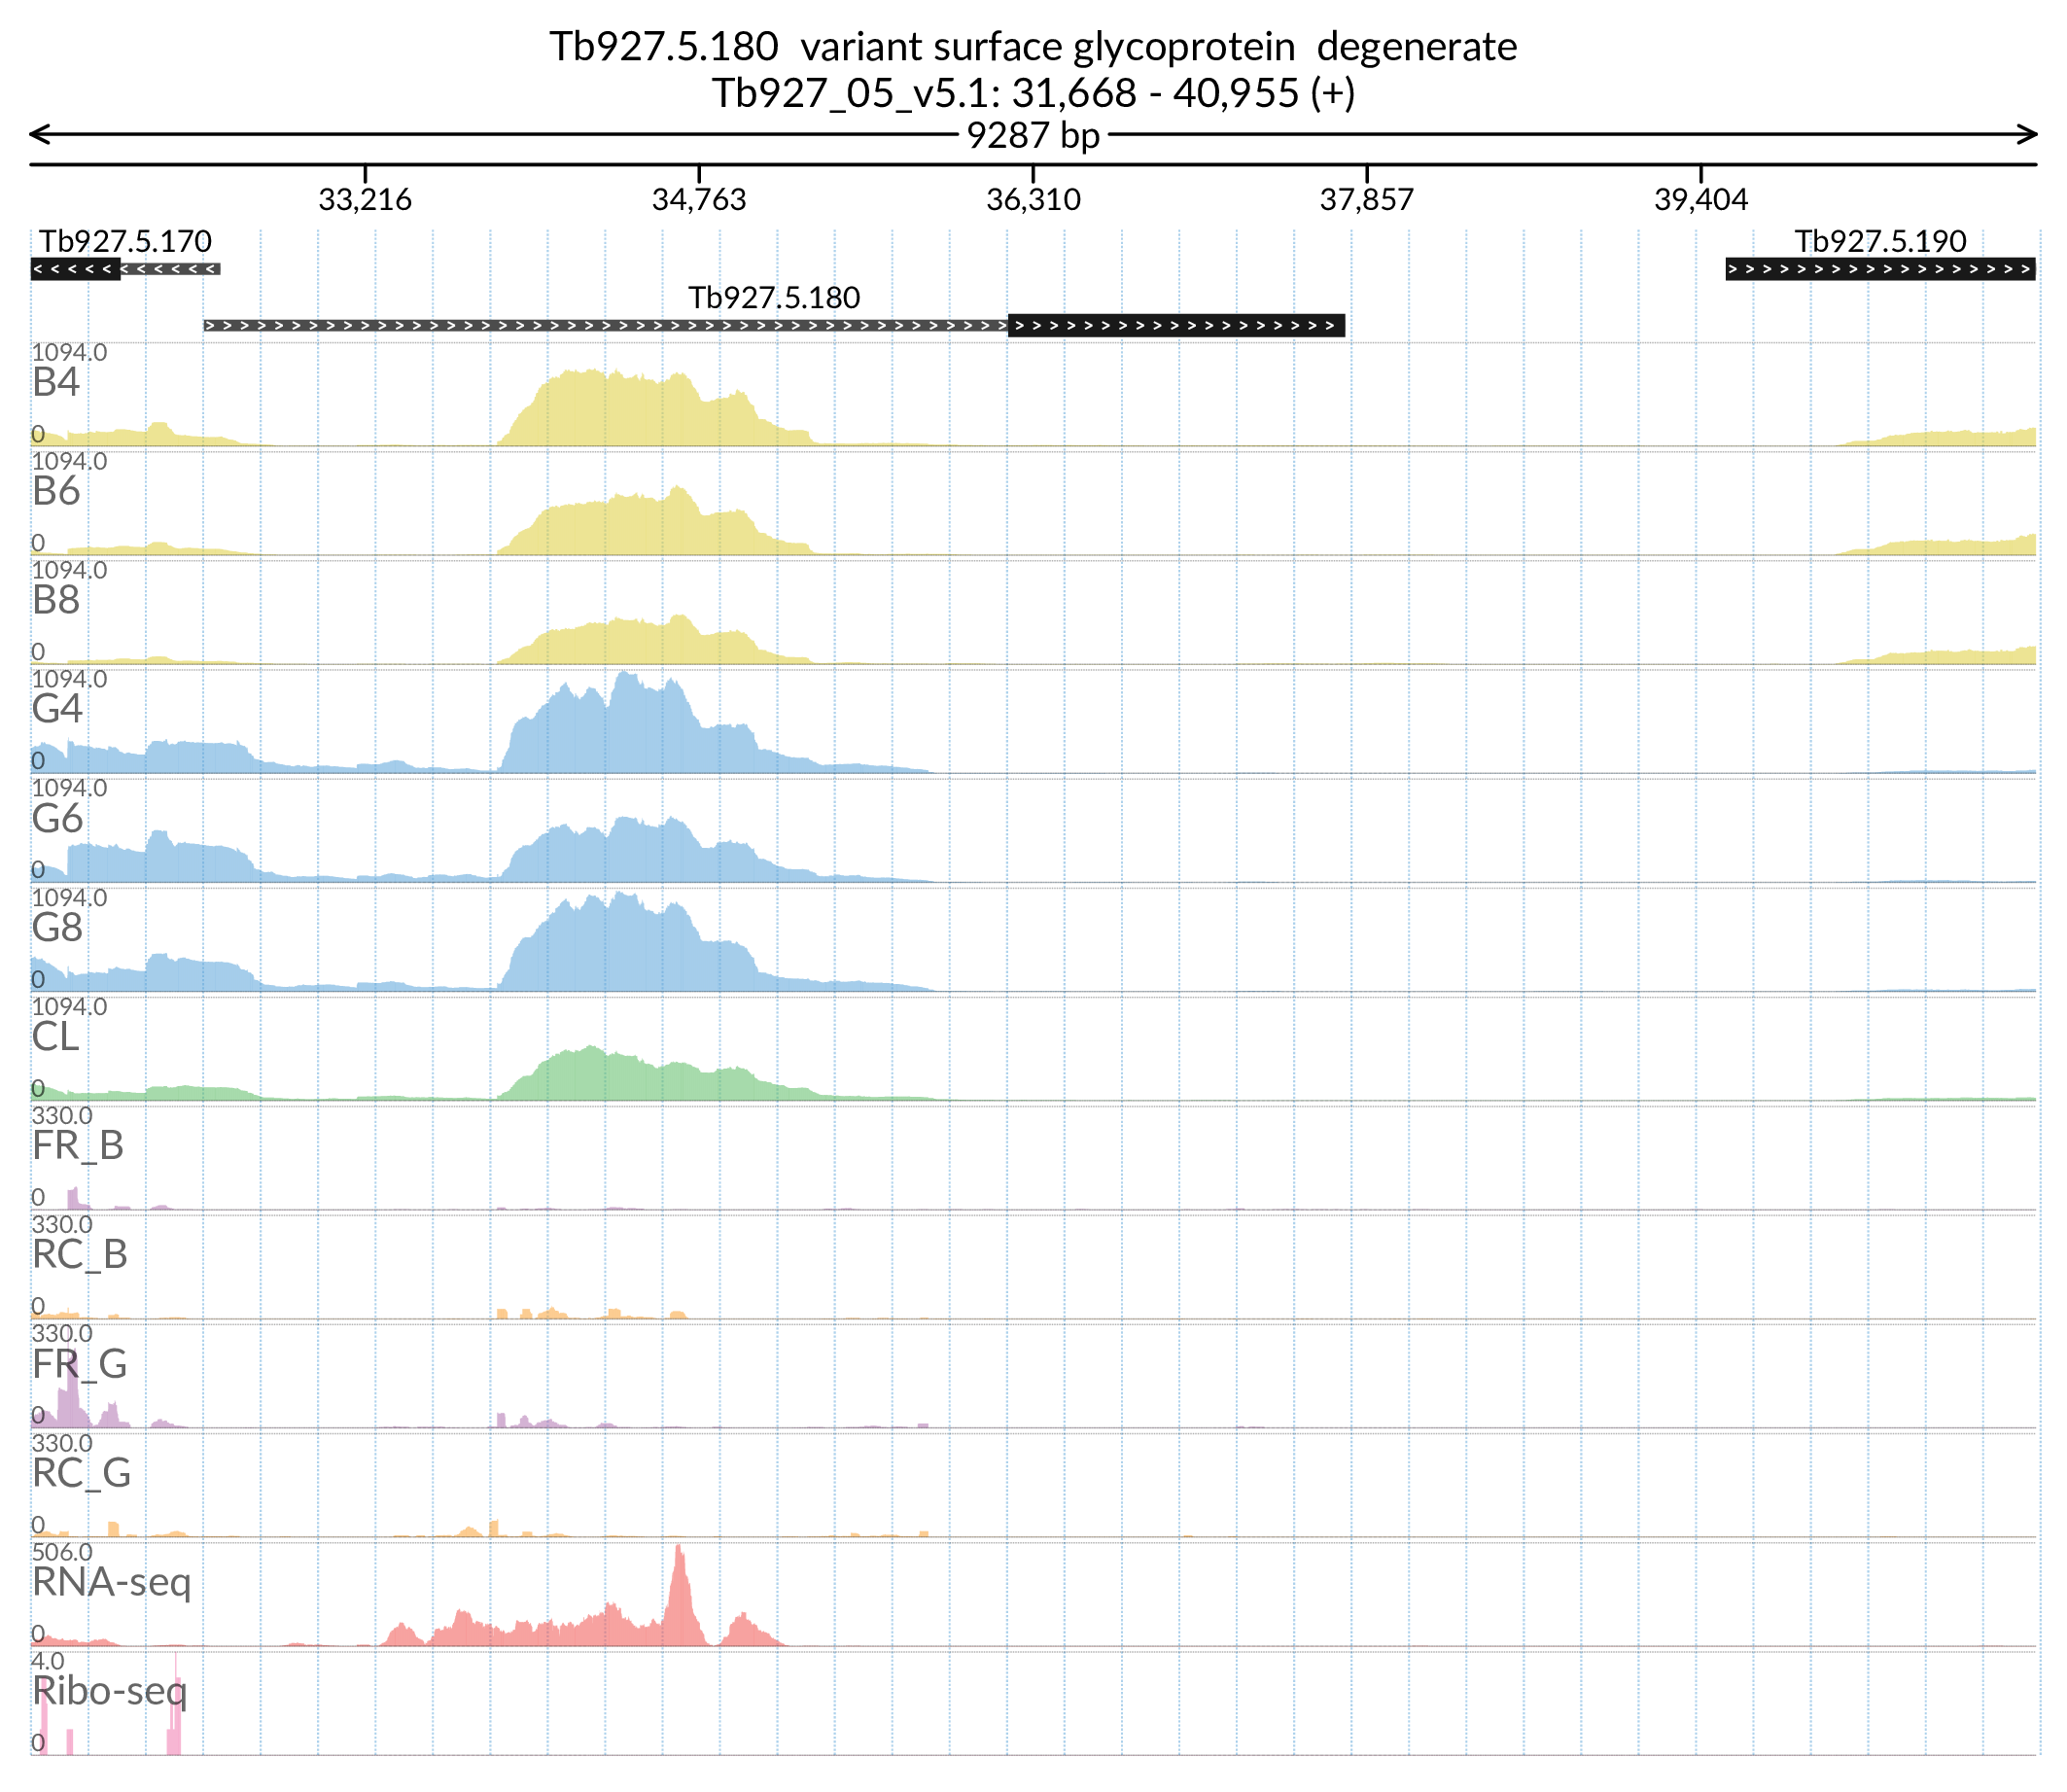 Tb927.5.180  variant surface glycoprotein  degenerate
Tb927_05_v5.1: 31,668 - 40,955 (+)
9287 bp
33,216 34,763 36,310 37,857 39,404
Tb927.5.170 Tb927.5.190
Tb927.5.180
1094.0
B4
0
1094.0
B6
0
1094.0
B8
0
1094.0
G4
0
1094.0
G6
0
1094.0
G8
0
1094.0
CL
0
330.0
FR_B
0
330.0
RC_B
0
330.0
FR_G
0
330.0
RC_G
0
506.0
RNA-seq
0
4.0
Ribo-seq
0